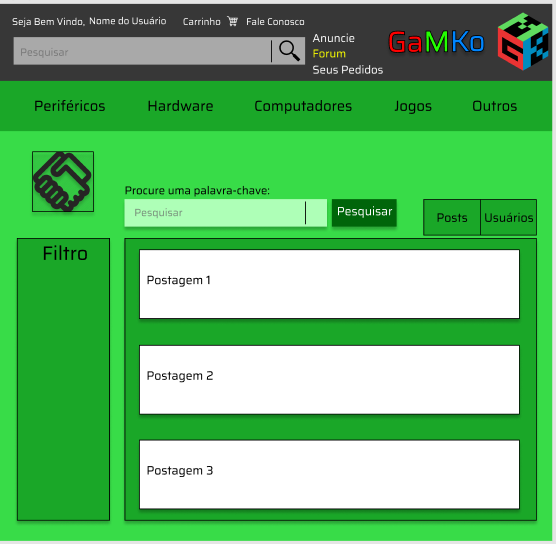 Seja Bem Vindo, Nome do Usuário Carrinho Fale Conosco
Pesquisar
Anuncie
Forum
Seus Pedidos
GaMKo
Periféricos Hardware Computadores Jogos Outros
Procure uma palavra-chave:
Pesquisar Pesquisar
Posts Usuários
Filtro
Postagem 1
Postagem 2
Postagem 3